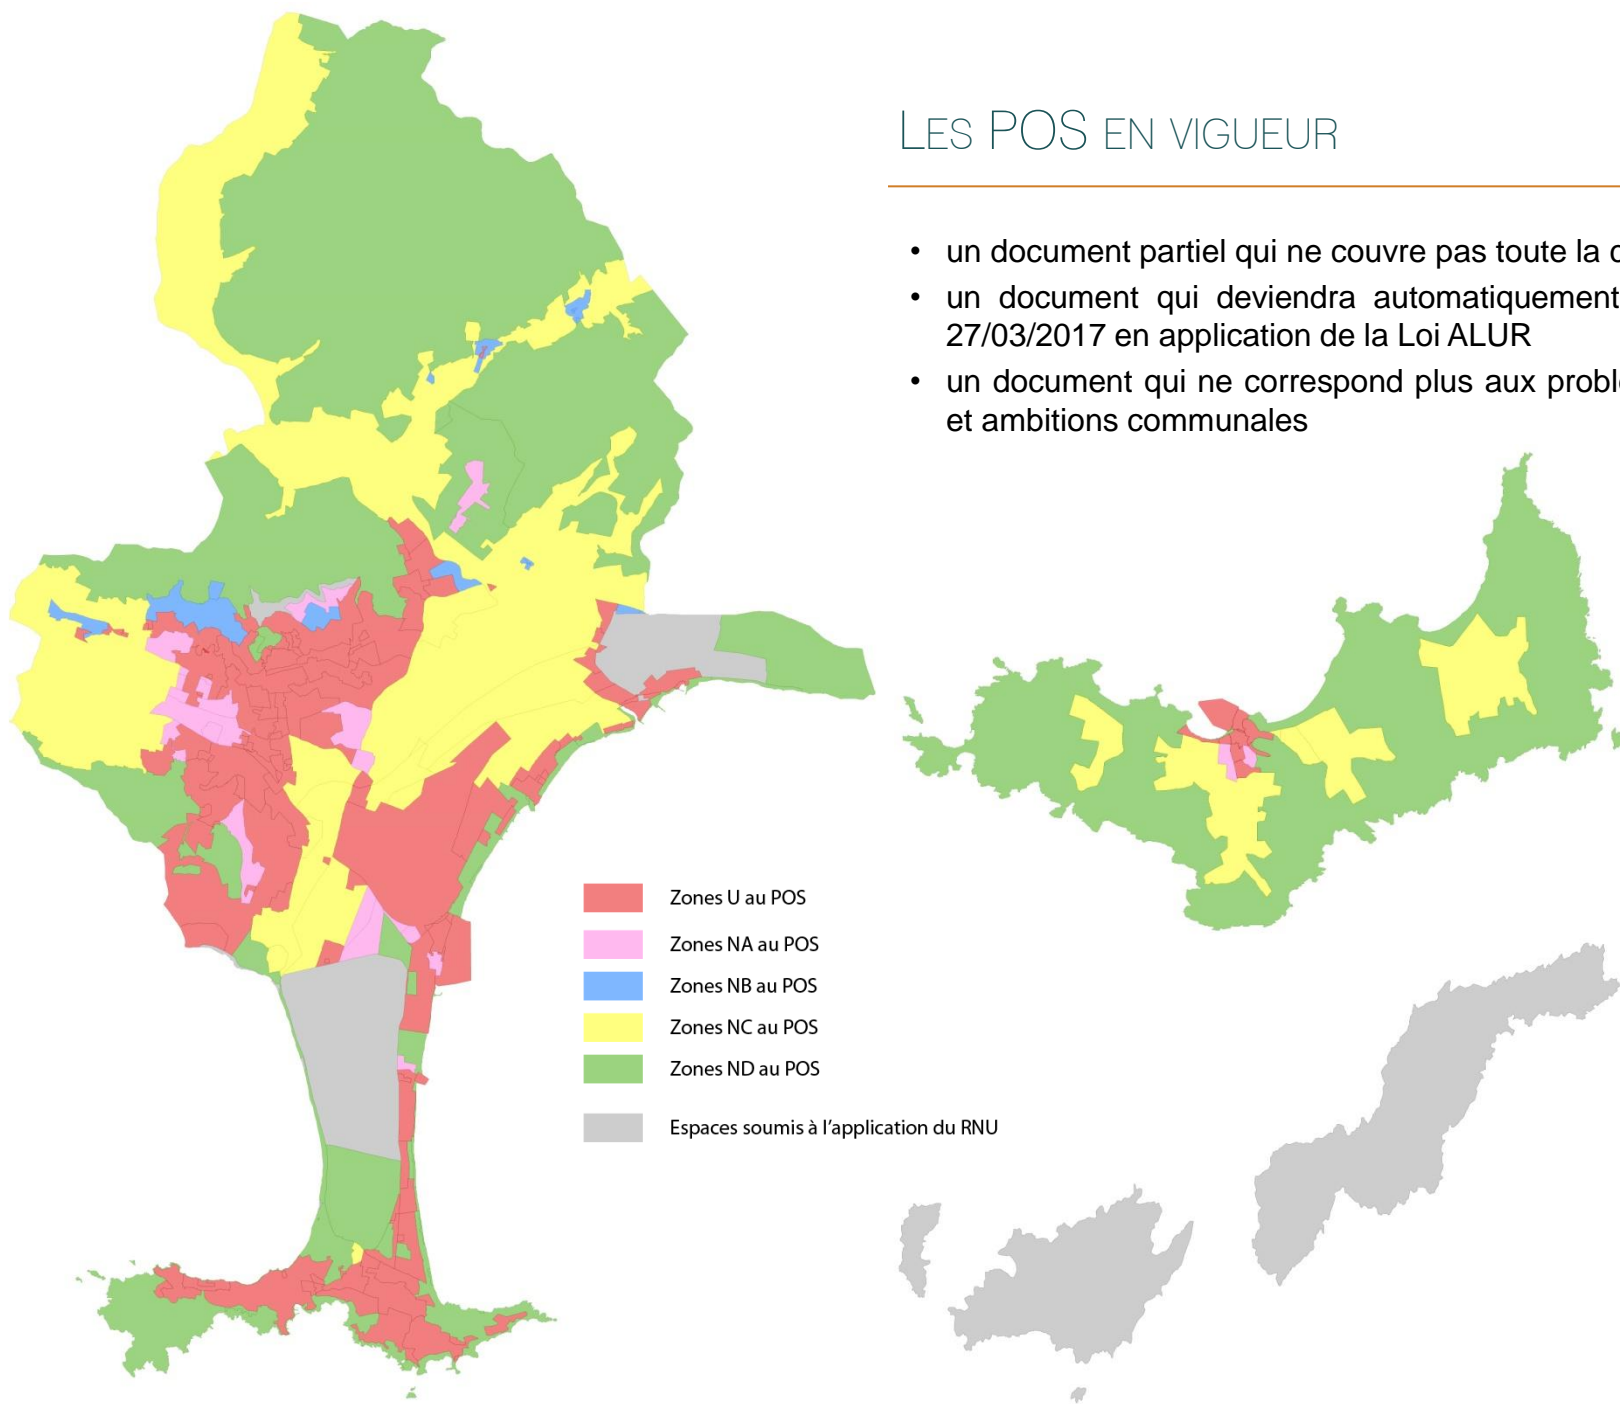 LES POS EN VIGUEUR
• un document partiel qui ne couvre pas toute la
• un document qui deviendra automatiquement
27/03/2017 en application de la Loi ALUR
• un document qui ne correspond plus aux
et ambitions communales
Zones U au POS
Zones NA au POS
Zones NB au POS
Zones NC au POS
Zones ND au POS
Espaces soumis à l'application du RNU